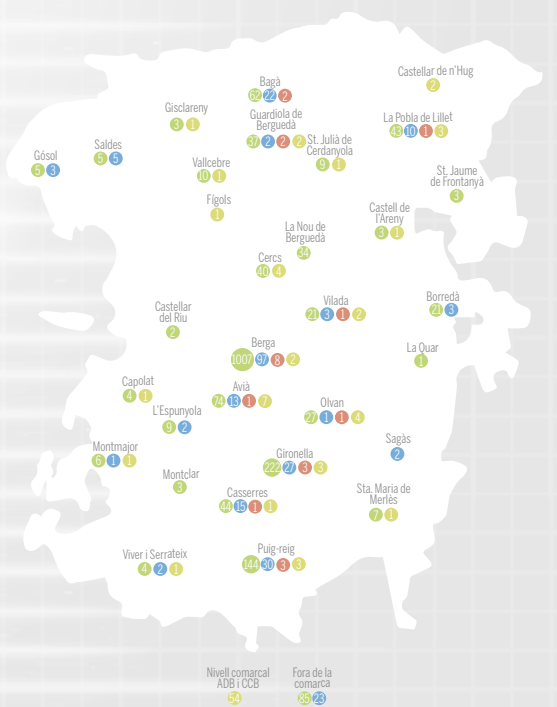 Castellar de n'Hug
2
Bagà
62 22 2
Gisclareny
3 1
Guardiola de
Berguedà
37 2 2 2
La Pobla de Lillet
43 10 1 3
St. Julià de
Cerdanyola
9 1
Saldes
5 5
Gósol
5 3
Vallcebre
10 1
St. Jaume
de Frontanyà
3
Fígols
1
Castell de
l'Areny
3 1
La Nou de
Berguedà
34
Cercs
40 4
Vilada
21 3 1 2
Borredà
21 3
Castellar
del Riu
2
Berga
1007 97 8 2
La Quar
1
Capolat
4 1
Avià
74 13 1 7
L'Espunyola
9 2
Olvan
27 1 1 4
Sagàs
2
Montmajor
6 1 1
Gironella
222 27 3 3
Montclar
3
Casserres
44 15 1 1
Sta. Maria de
Merlès
7 1
Viver i Serrateix
4 2 1
Puig-reig
144 30 3 3
Nivell comarcal
ADB i CCB
54
Fora de la
comarca
85 23